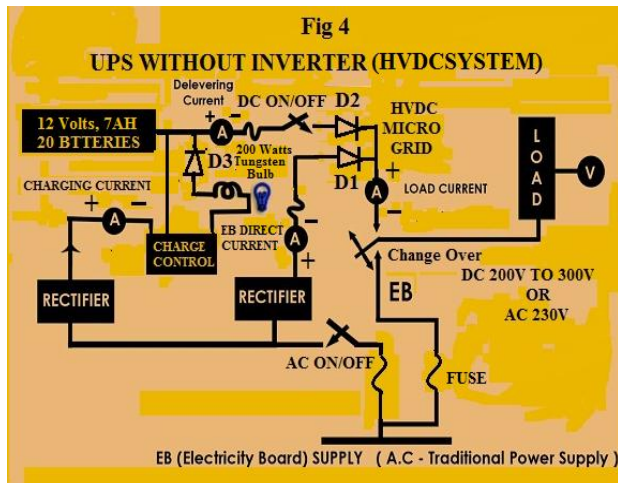 Fig 4
UPS WITHOUT INVERTER (HVDCSYSTEM)
Delevering
Current
+ -
A
DC ON/OFF
D2
HVDC
MICRO
GRID
12 Volts, 7AH
20 BTTERIES
D3
200 Watts
Tungsten
Bulb
D1
+
A
-
LOAD CURRENT
LOAD
V
CHARGING CURRENT
+ -
A
EB DIRECT
CURRENT
-
A
+
CHARGE
CONTROL
Change Over
DC 200V TO 300V
OR
AC 230V
EB
RECTIFIER
RECTIFIER
AC ON/OFF
FUSE
EB (Electricity Board) SUPPLY ( A.C - Traditional Power Supply )